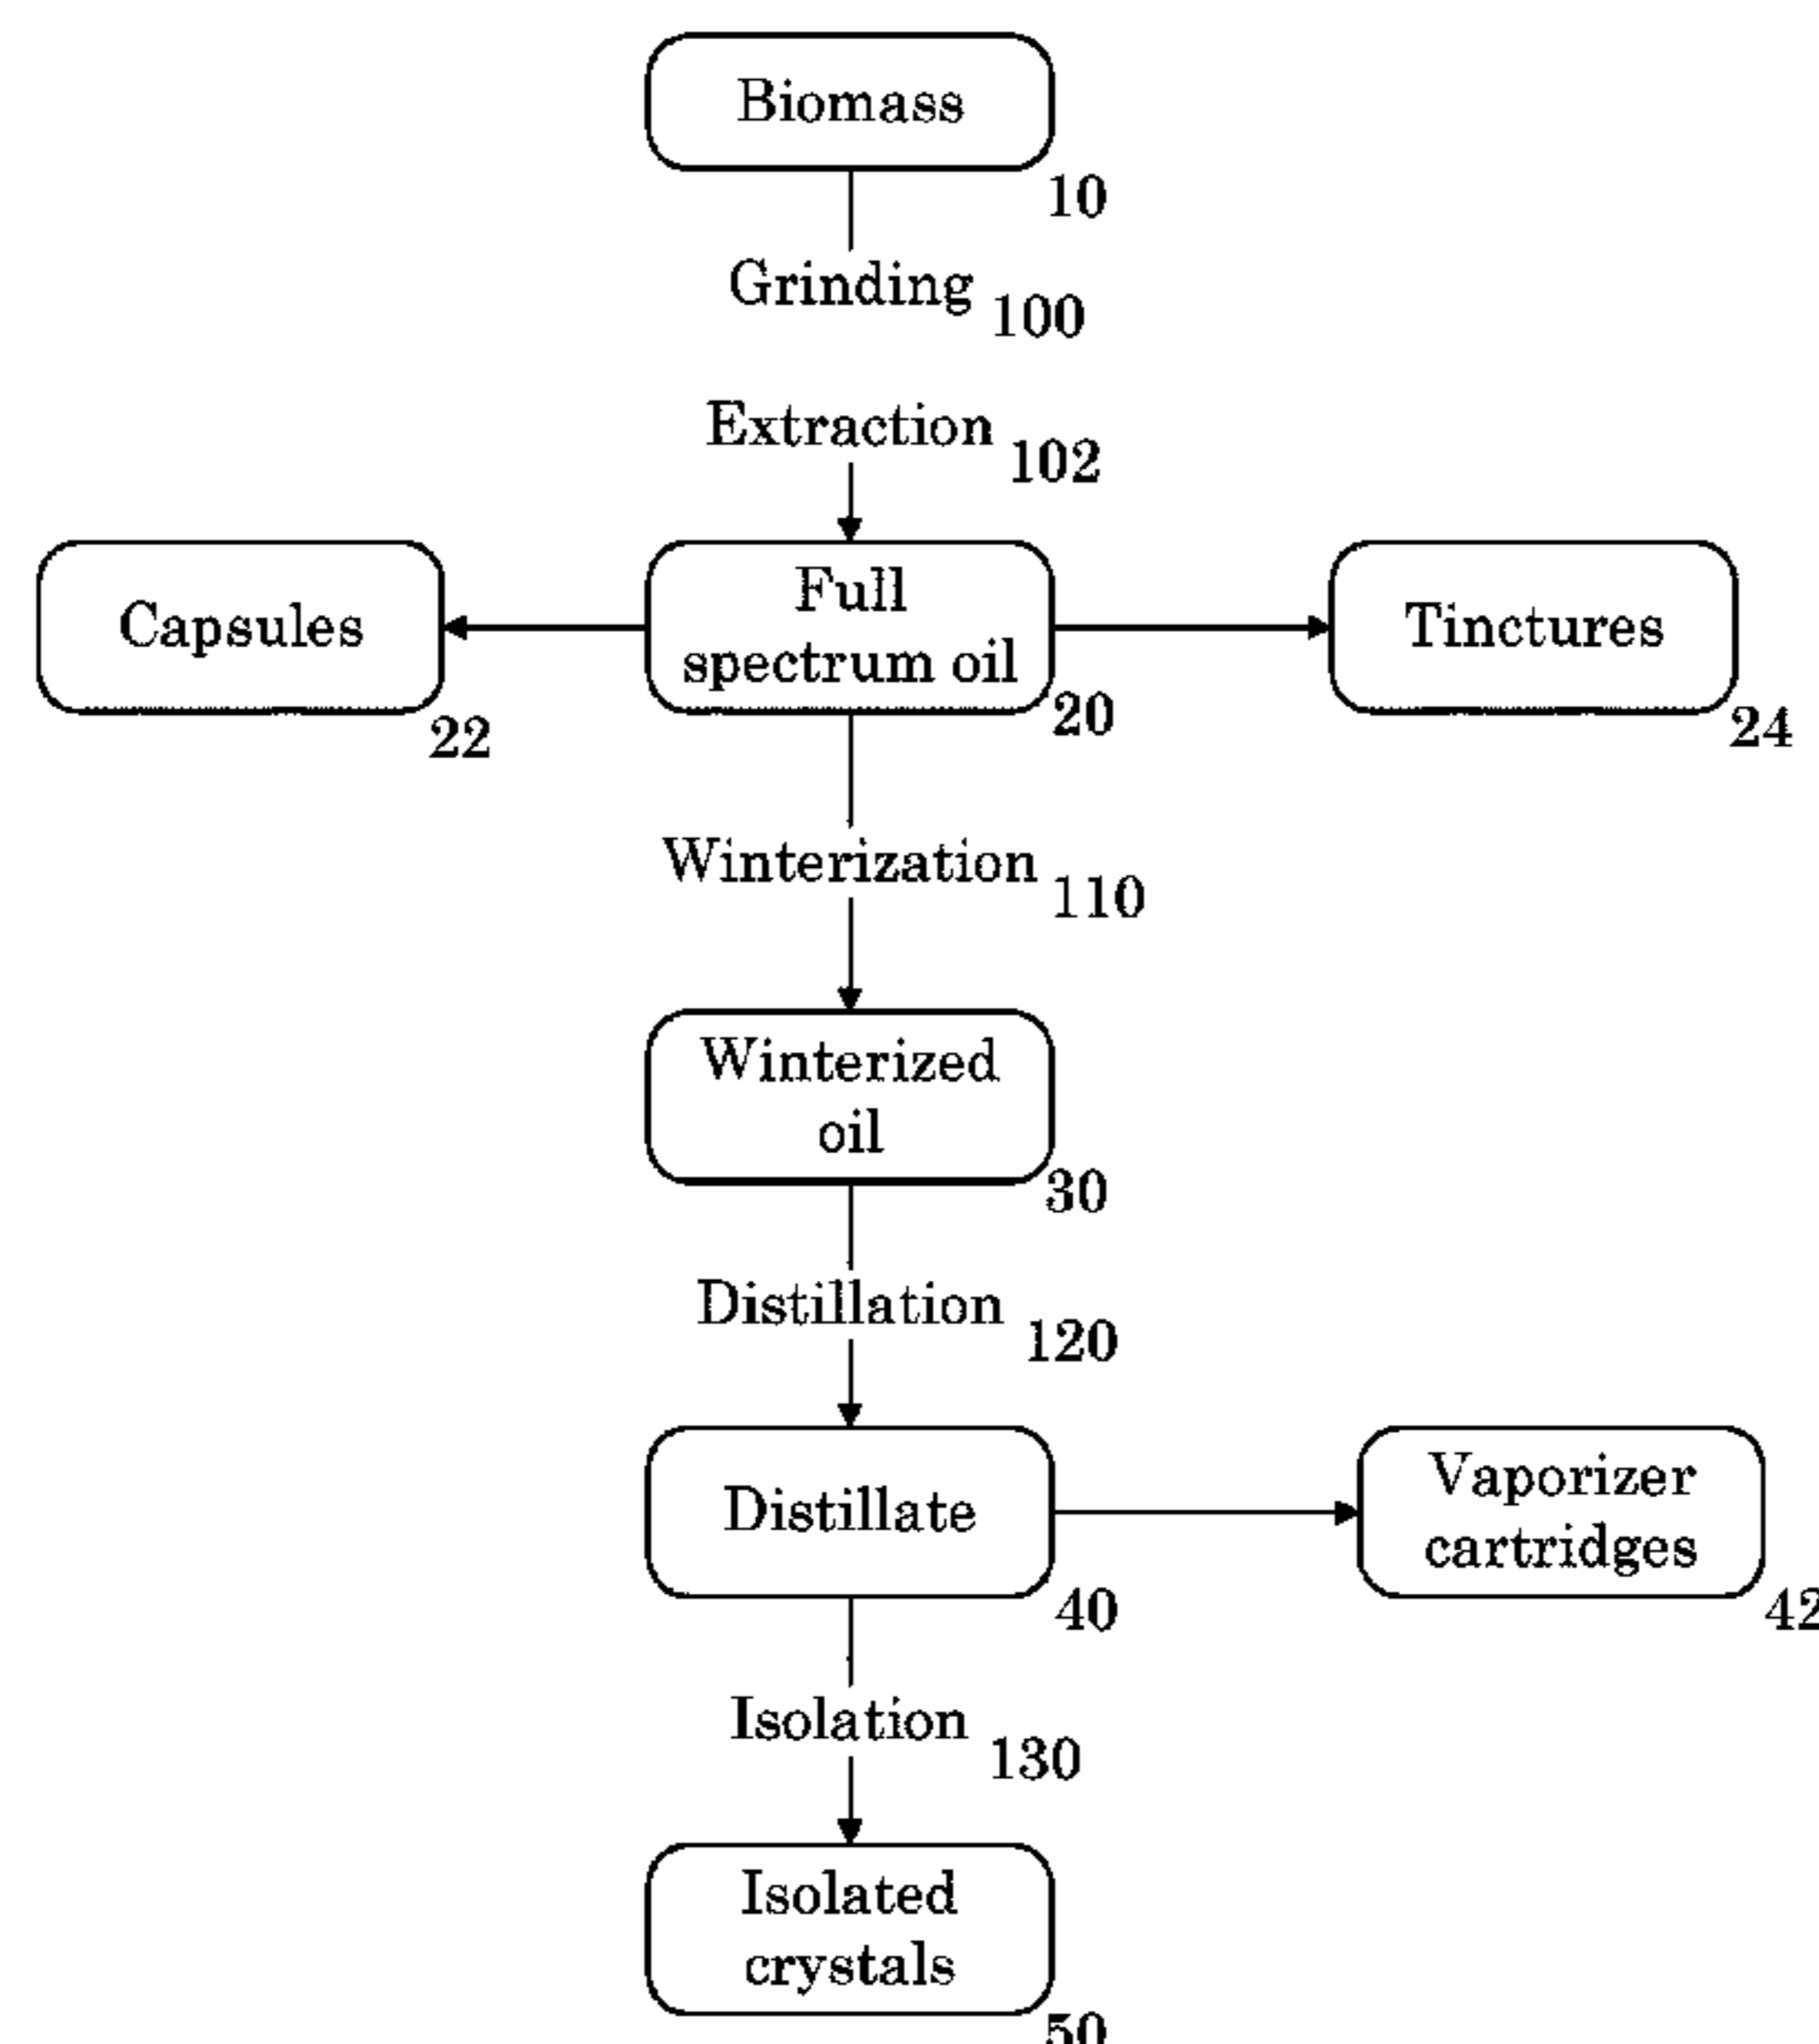 Biomass
10
Grinding
100
Extraction
102
Capsules
22
Full
spectrum oil
20
Tinctures
24
Winterization
110
Winterized
oil
30
Distillation
120
Distillate
40
Vaporizer
cartridges
42
Isolation
130
Isolated
crystals
50